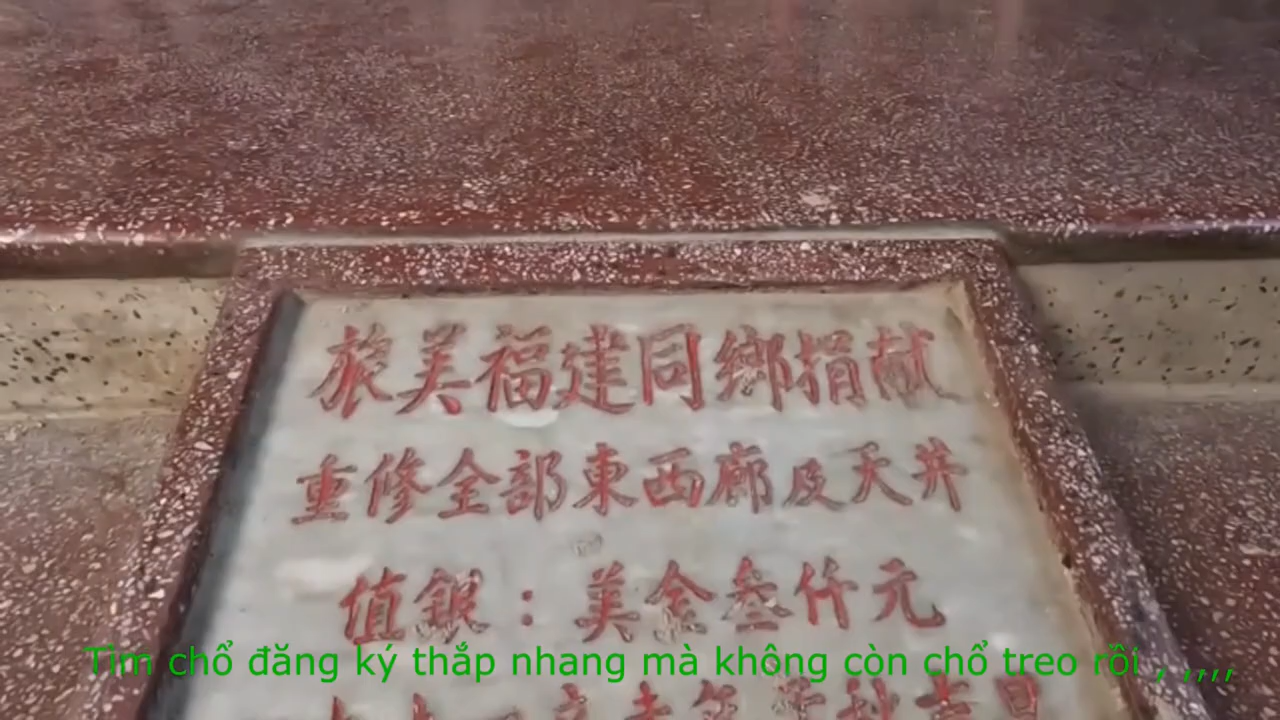 旅美福建同鄉捐献
重修全部東西廊及天井
值銀：美金叁仟元
Tìm chổ đăng ký thắp nhang mà không còn chổ treo rồi , ,,,,